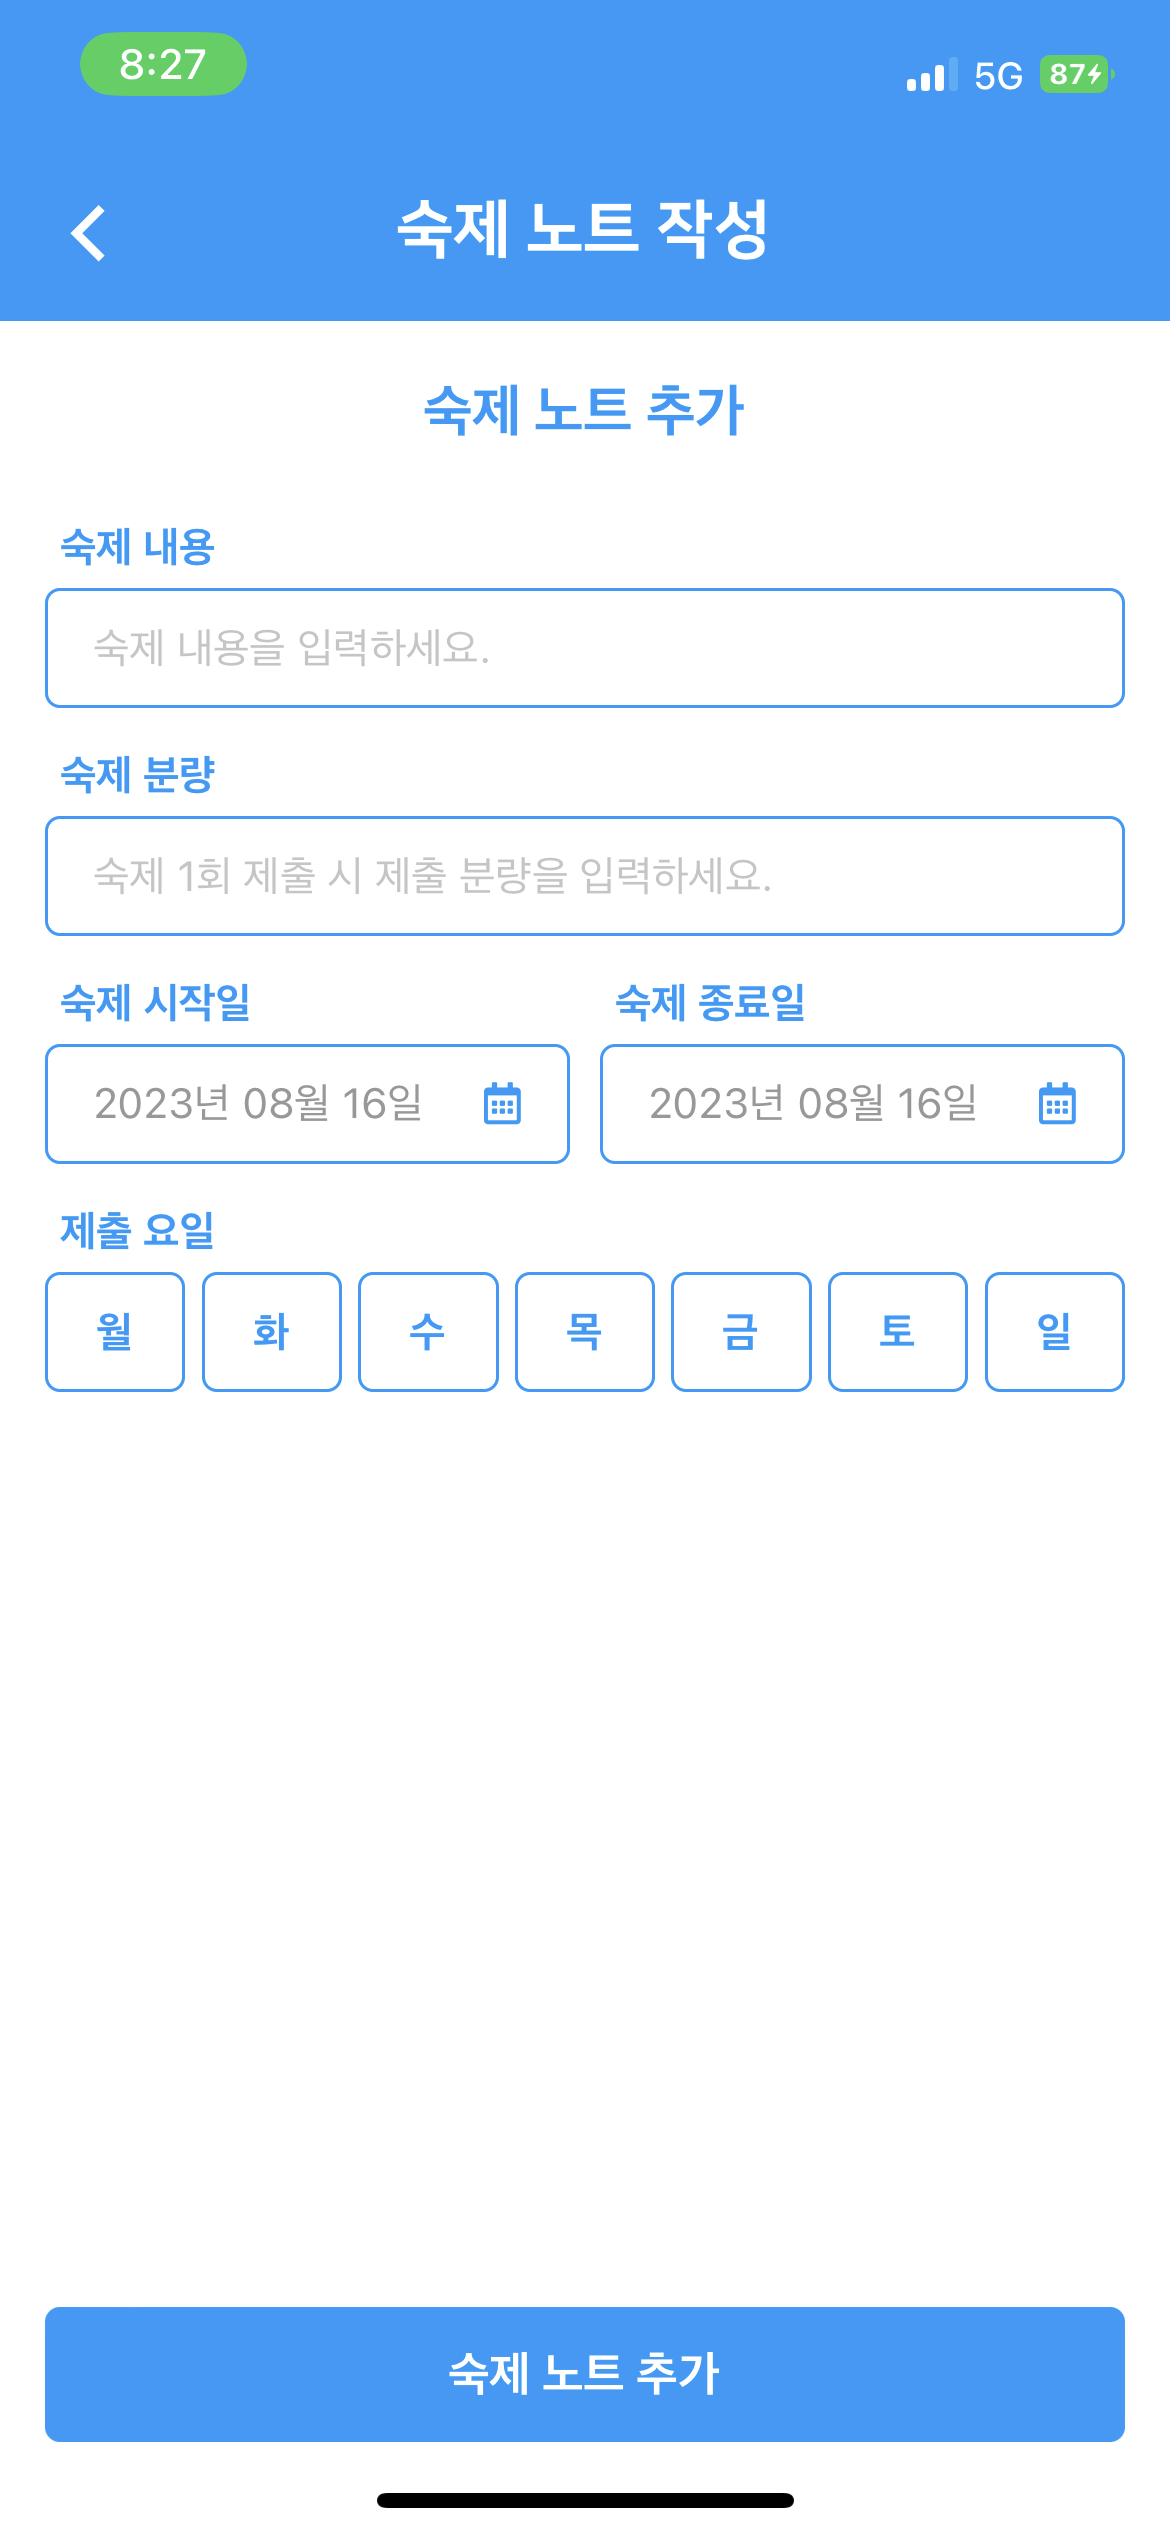 8:27
5G 87
숙제 노트 작성
숙제 노트 추가
숙제 내용
숙제 내용을 입력하세요.
숙제 분량
숙제 1회 제출 시 제출 분량을 입력하세요.
숙제 시작일 숙제 종료일
2023년 08월 16일 2023년 08월 16일
제출 요일
월 화 수 목 금 토 일
숙제 노트 추가